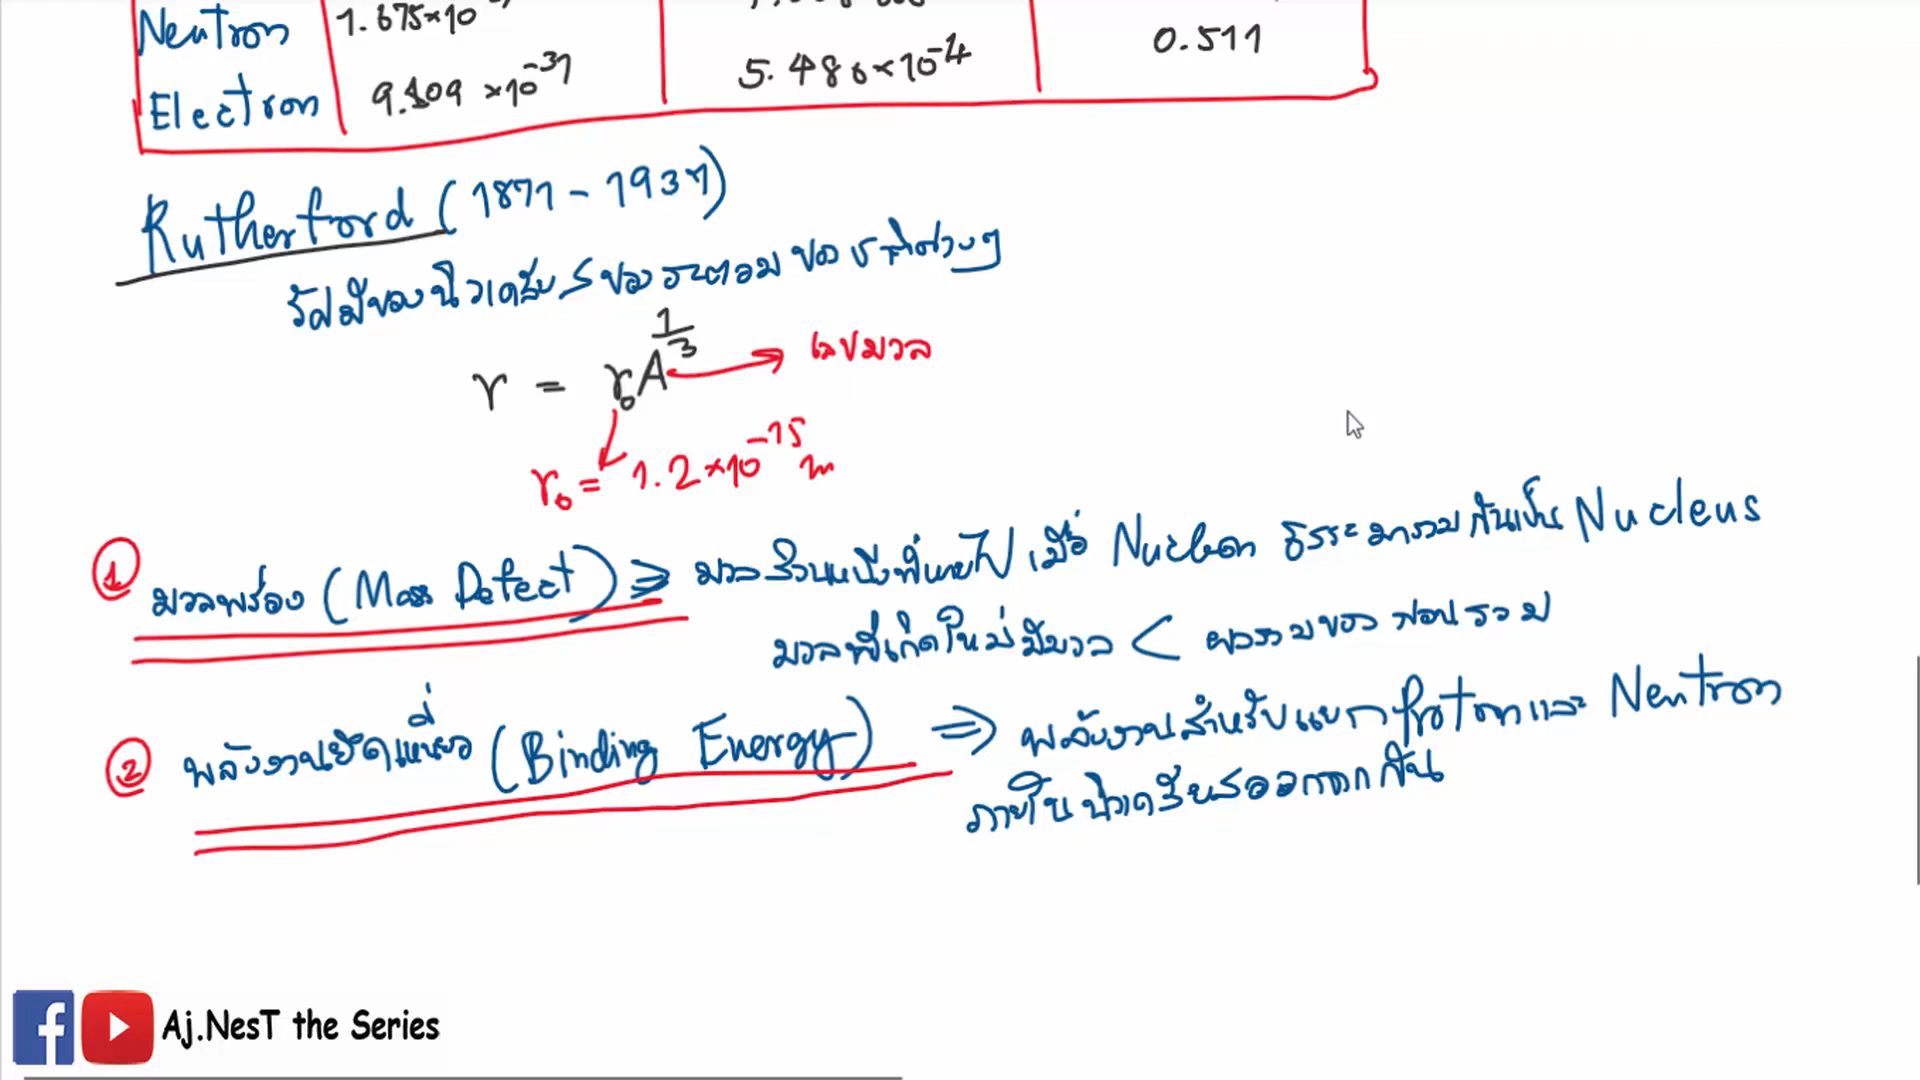 Neutron 1.675×10 0.511
Electron 9.109 ×10⁻³¹ 5.486×10⁻⁴
Rutherford (1871 - 1937)
รัศมีของนิวเคลียสของอะตอมของธาตุต่างๆ
r = r₀A^1/3 → เลขมวล
r₀ = 1.2×10⁻¹⁵ m
① มวลพร่อง (Mass Defect) ⇒ มวลส่วนหนึ่งที่หายไป เมื่อ Nucleon มารวมกันเป็น Nucleus
มวลที่เกิดใหม่มีมวล < ผลรวมของก่อนรวม
② พลังงานยึดเหนี่ยว (Binding Energy) ⇒ พลังงานสำหรับแยก Proton และ Neutron
ภายในนิวเคลียสออกจากกัน
Aj.NesT the Series